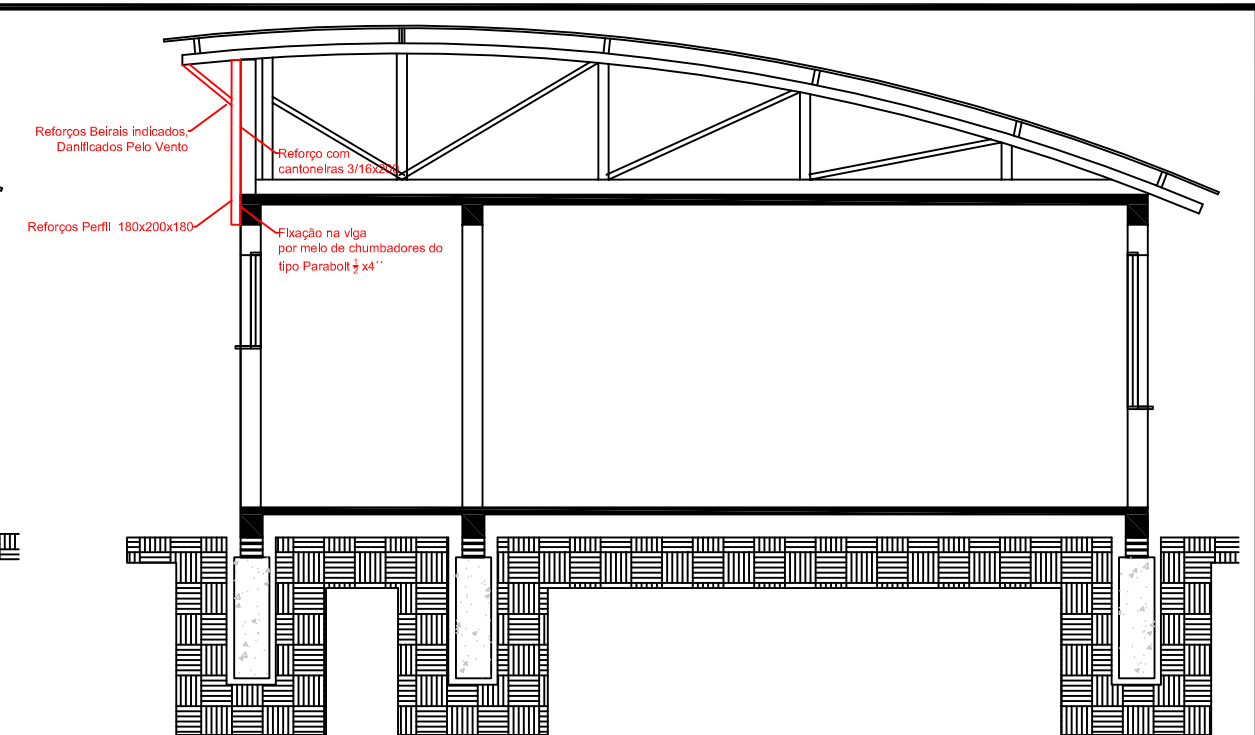 Reforços Beirais indicados,
Danificados Pelo Vento
Reforço com
cantoneiras 3/16x200
Reforços Perfil 180x200x180
Fixação na viga
por meio de chumbadores do
tipo Parabolt 1/2 x4´´